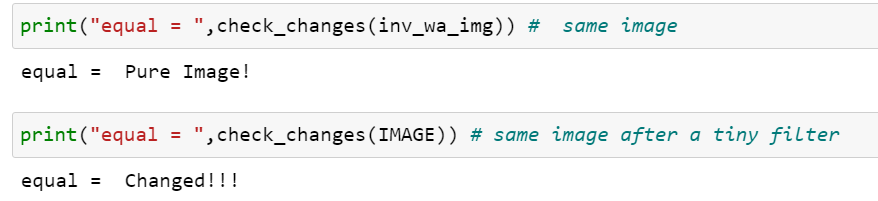 print("equal = ",check_changes(inv_wa_img)) #  same image
equal =  Pure Image!
print("equal = ",check_changes(IMAGE)) # same image after a tiny filter
equal =  Changed!!!